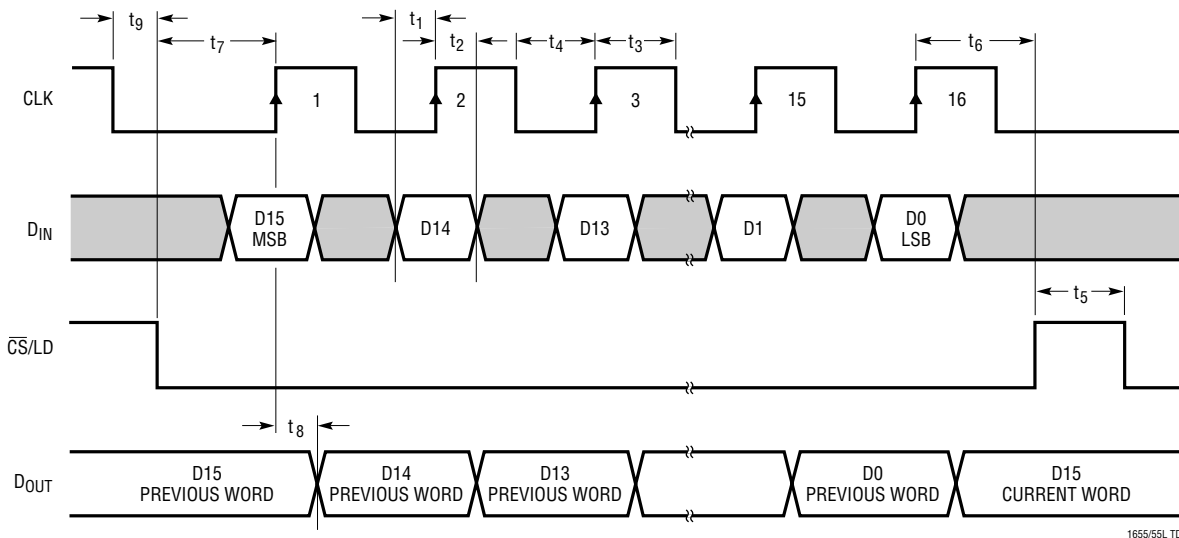 t9
t7
t1
t2
t4
t3
t6
CLK
1
2
3
15
16
DIN
D15
MSB
D14
D13
D1
D0
LSB
t5
CS/LD
t8
DOUT
D15
PREVIOUS WORD
D14
PREVIOUS WORD
D13
PREVIOUS WORD
D0
PREVIOUS WORD
D15
CURRENT WORD
1655/55L TD